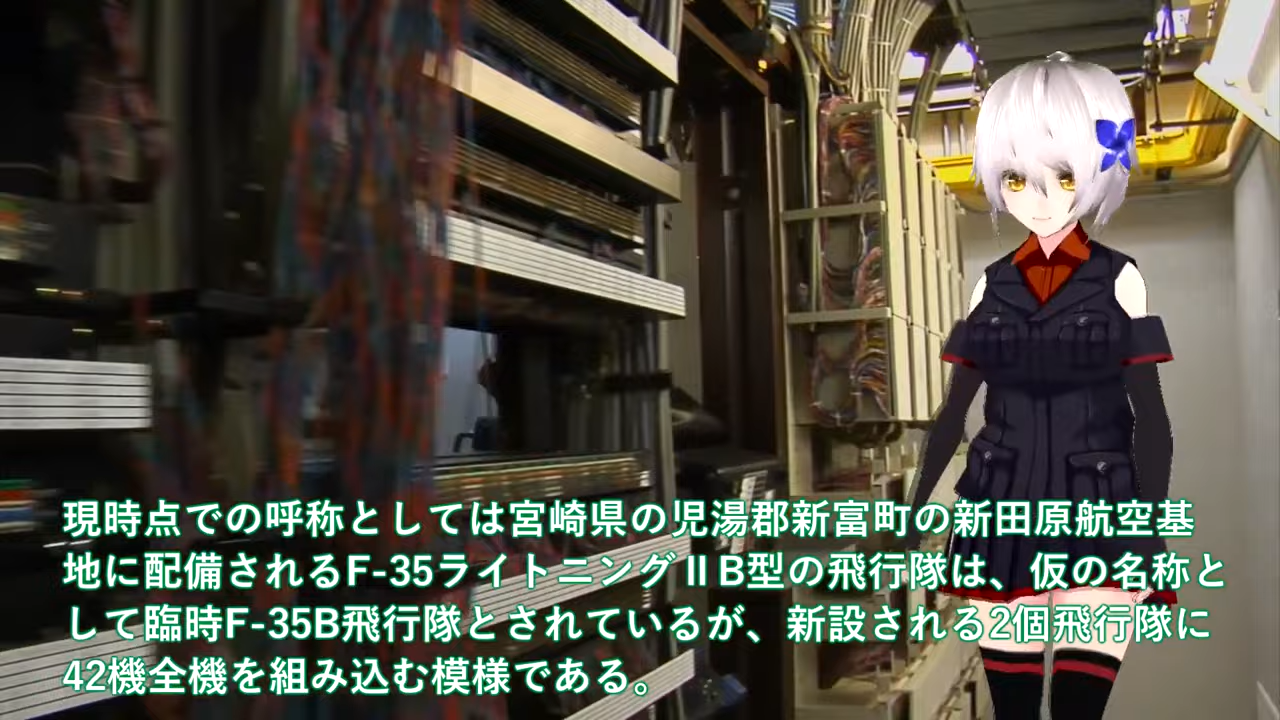 現時点での呼称としては宮崎県の児湯郡新富町の新田原航空基
地に配備されるF-35ライトニングⅡB型の飛行隊は、仮の名称と
して臨時F-35B飛行隊とされているが、新設される2個飛行隊に
42機全機を組み込む模様である。